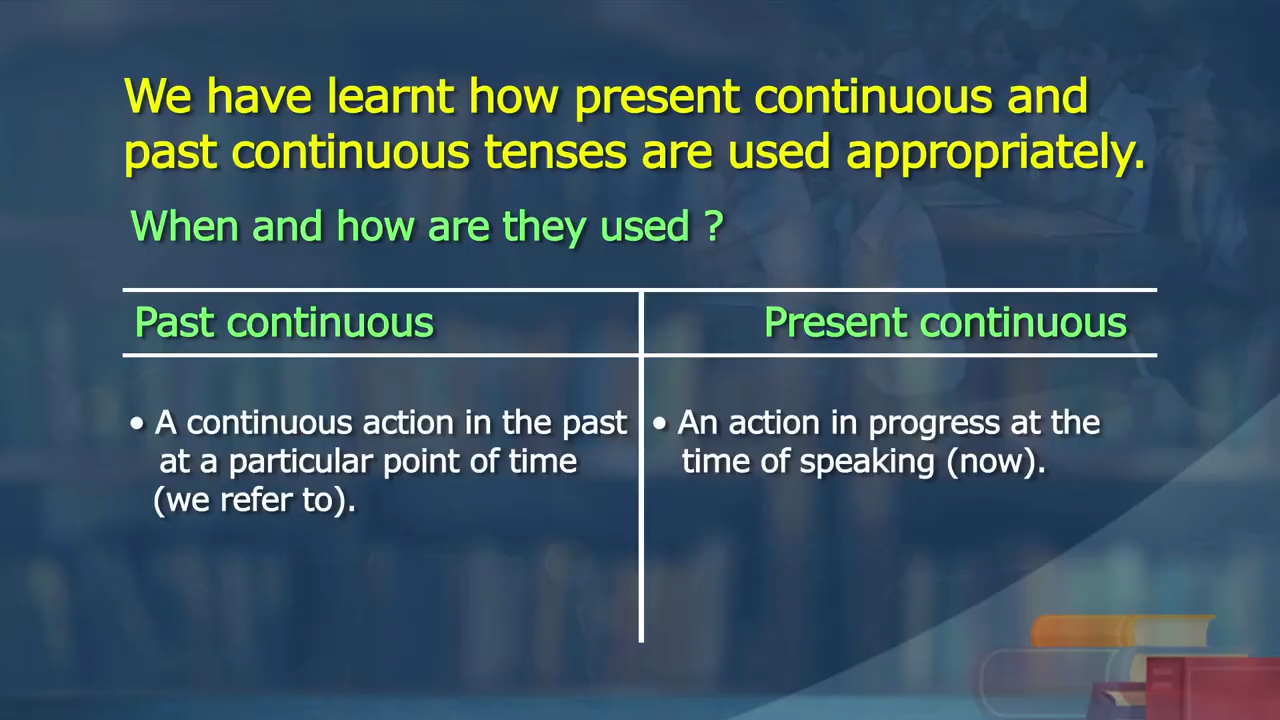 We have learnt how present continuous and
past continuous tenses are used appropriately.
When and how are they used ?
Past continuous
Present continuous
• A continuous action in the past
at a particular point of time
(we refer to).
• An action in progress at the
time of speaking (now).